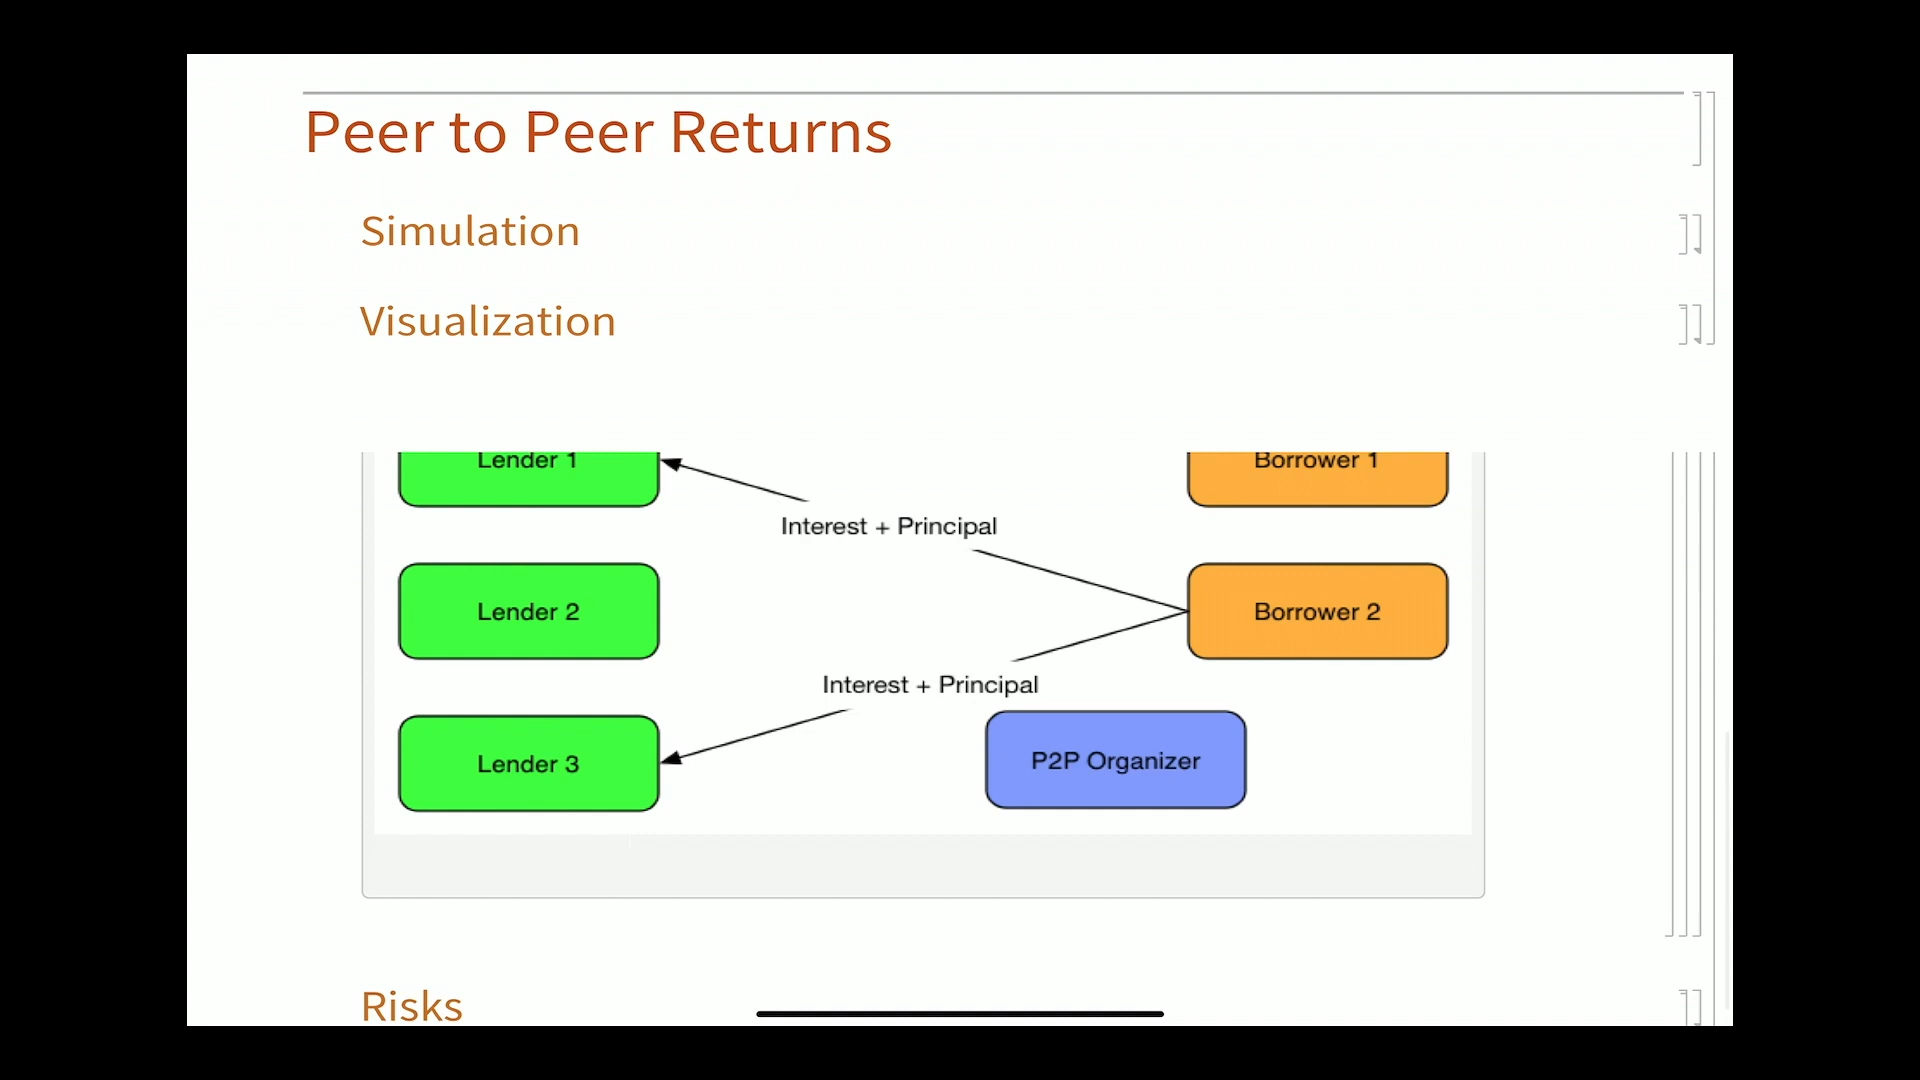 Peer to Peer Returns
Simulation
Visualization
Lender 1
Borrower 1
Interest + Principal
Lender 2
Borrower 2
Interest + Principal
Lender 3
P2P Organizer
Risks